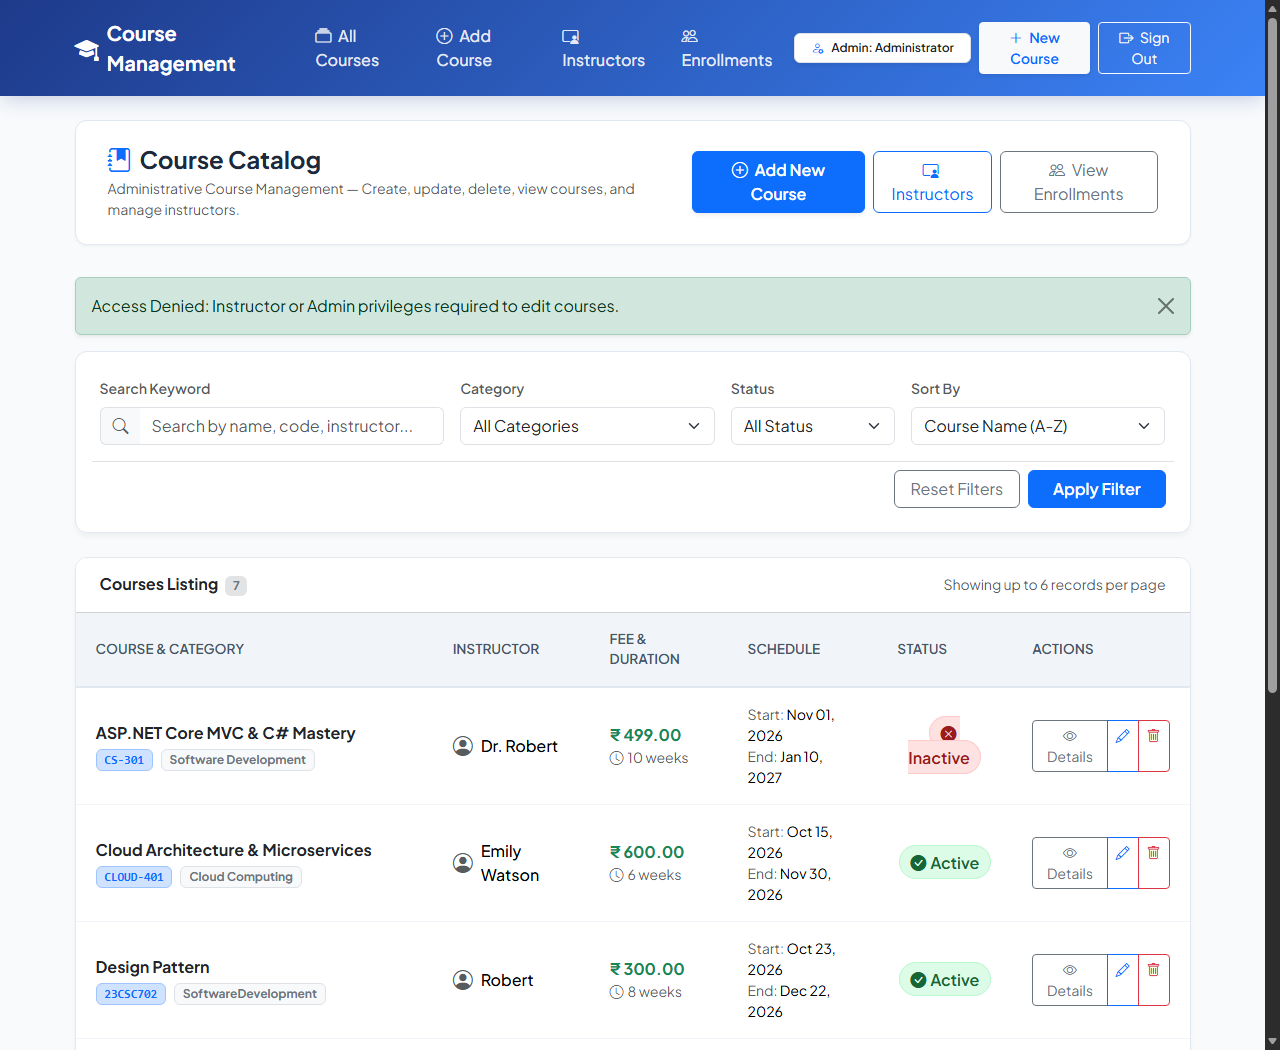 Course
Management
All
Courses
Add
Course
Instructors
Enrollments
Admin: Administrator
New
Course
Sign
Out
Course Catalog
Administrative Course Management — Create, update, delete, view courses, and
manage instructors.
Add New
Course
Instructors
View
Enrollments
Access Denied: Instructor or Admin privileges required to edit courses.
Search Keyword
Category
Status
Sort By
Search by name, code, instructor...
All Categories
All Status
Course Name (A-Z)
Reset Filters
Apply Filter
Courses Listing 7
Showing up to 6 records per page
COURSE & CATEGORY
INSTRUCTOR
FEE &
DURATION
SCHEDULE
STATUS
ACTIONS
ASP.NET Core MVC & C# Mastery
CS-301 Software Development
Dr. Robert
₹ 499.00
10 weeks
Start: Nov 01,
2026
End: Jan 10,
2027
Inactive
Details
Cloud Architecture & Microservices
CLOUD-401 Cloud Computing
Emily
Watson
₹ 600.00
6 weeks
Start: Oct 15,
2026
End: Nov 30,
2026
Active
Details
Design Pattern
23CSC702 SoftwareDevelopment
Robert
₹ 300.00
8 weeks
Start: Oct 23,
2026
End: Dec 22,
2026
Active
Details